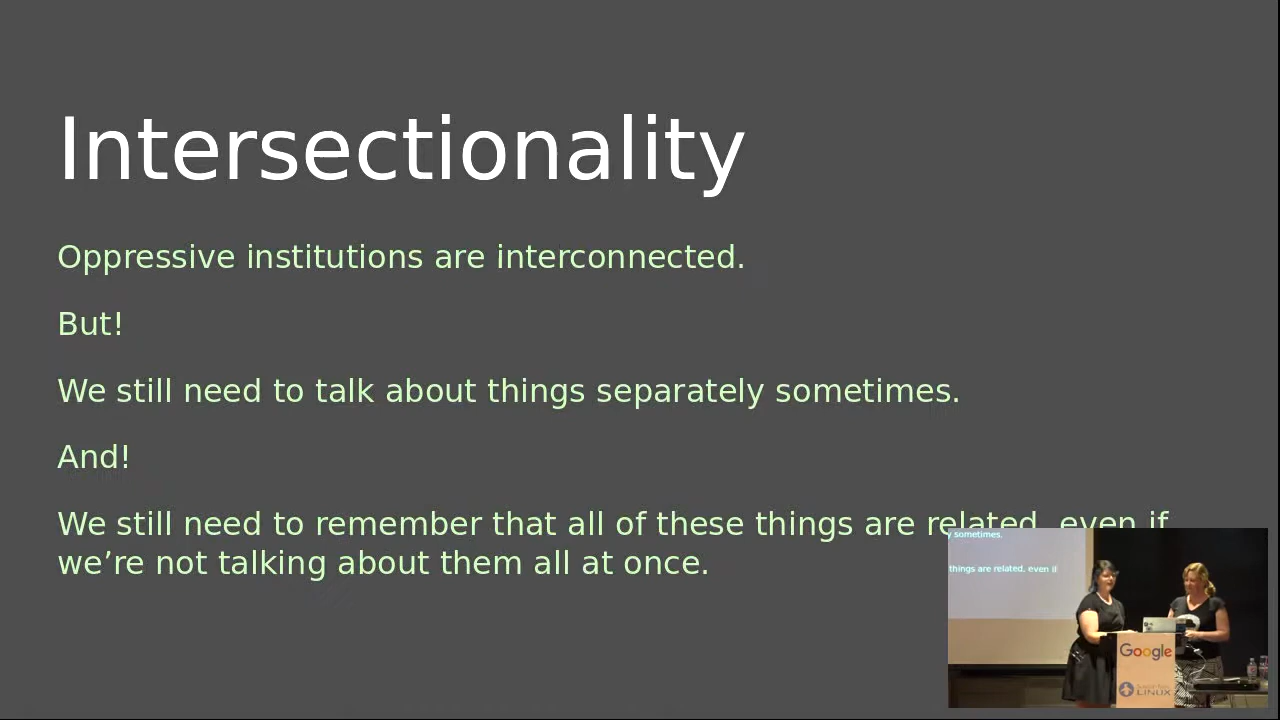 Intersectionality
Oppressive institutions are interconnected.
But!
We still need to talk about things separately sometimes.
And!
We still need to remember that all of these things are related, even if
we’re not talking about them all at once.
sometimes.
things are related, even if
Google
LINUX